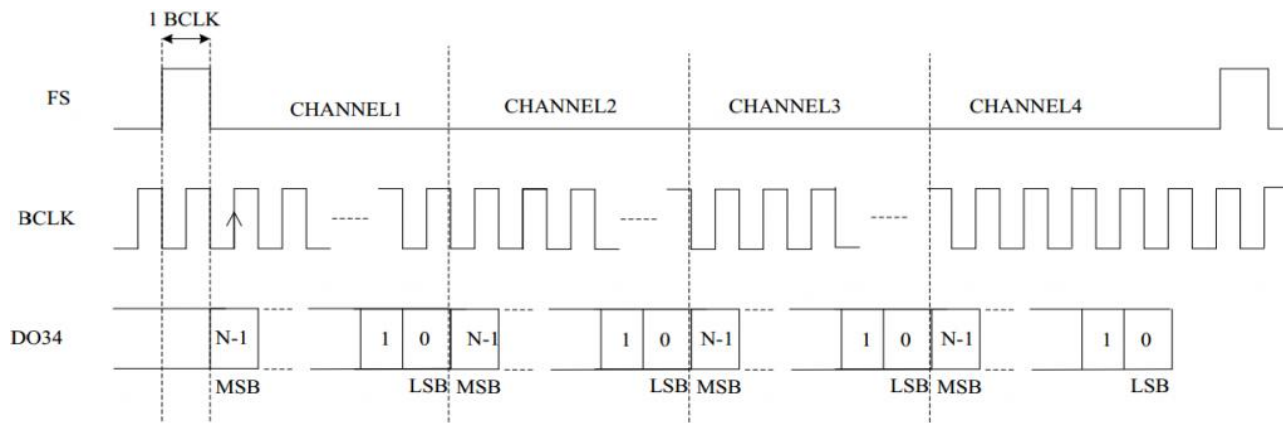 1 BCLK
FS
CHANNEL1 CHANNEL2 CHANNEL3 CHANNEL4
BCLK
DO34
N-1 1 0 N-1 1 0 N-1 1 0 N-1 1 0
MSB LSB MSB LSB MSB LSB MSB LSB